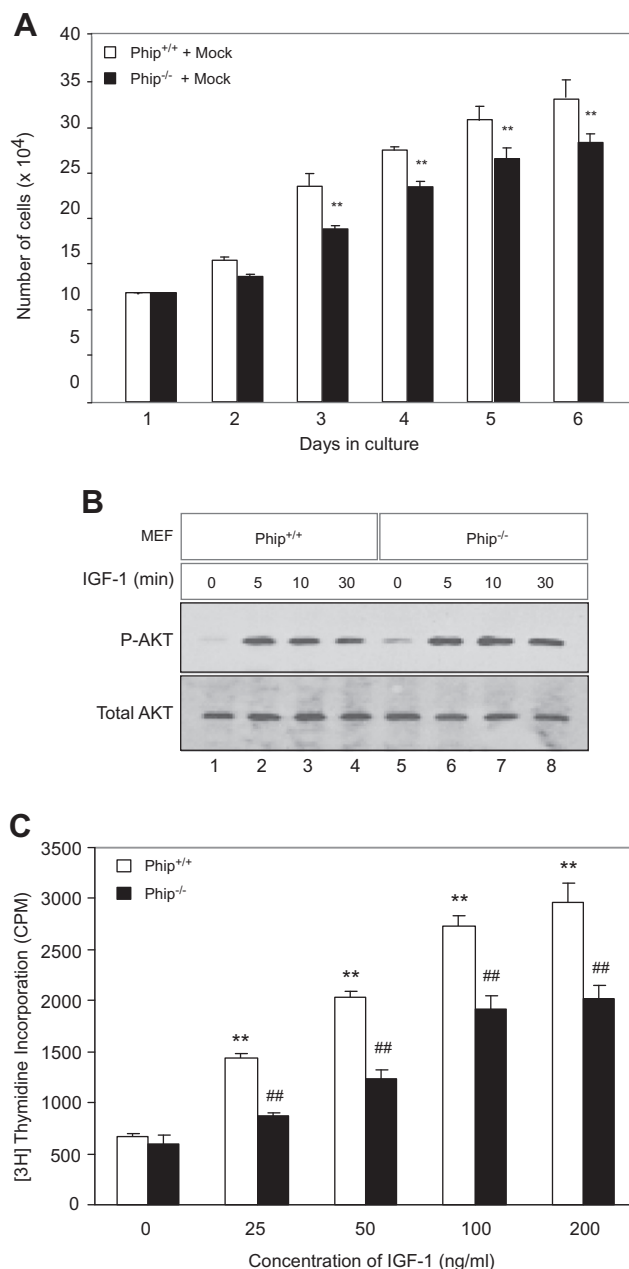 A
Number of cells (x 10⁴)
40
35
30
25
20
15
10
5
0
Phip+/+ + Mock
Phip-/- + Mock
**
**
**
**
1 2 3 4 5 6
Days in culture
B
MEF Phip+/+ Phip-/-
IGF-1 (min) 0 5 10 30 0 5 10 30
P-AKT
Total AKT
1 2 3 4 5 6 7 8
C
[3H] Thymidine Incorporation (CPM)
3500
3000
2500
2000
1500
1000
500
0
Phip+/+
Phip-/-
** ## ** ## ** ## ** ##
0 25 50 100 200
Concentration of IGF-1 (ng/ml)